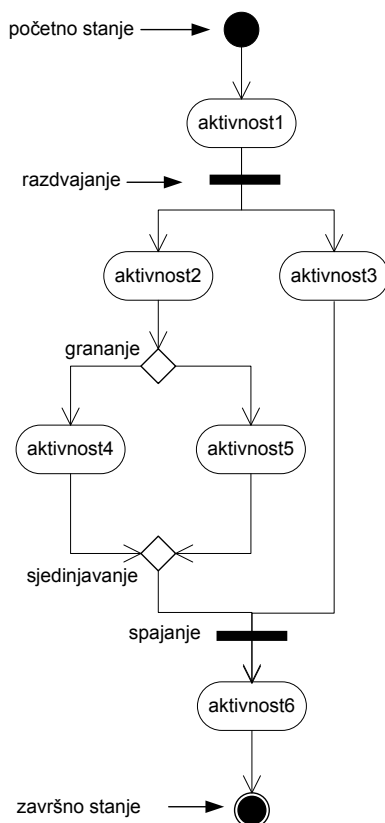 početno stanje
aktivnost1
razdvajanje
aktivnost2
aktivnost3
grananje
aktivnost4
aktivnost5
sjedinjavanje
spajanje
aktivnost6
završno stanje